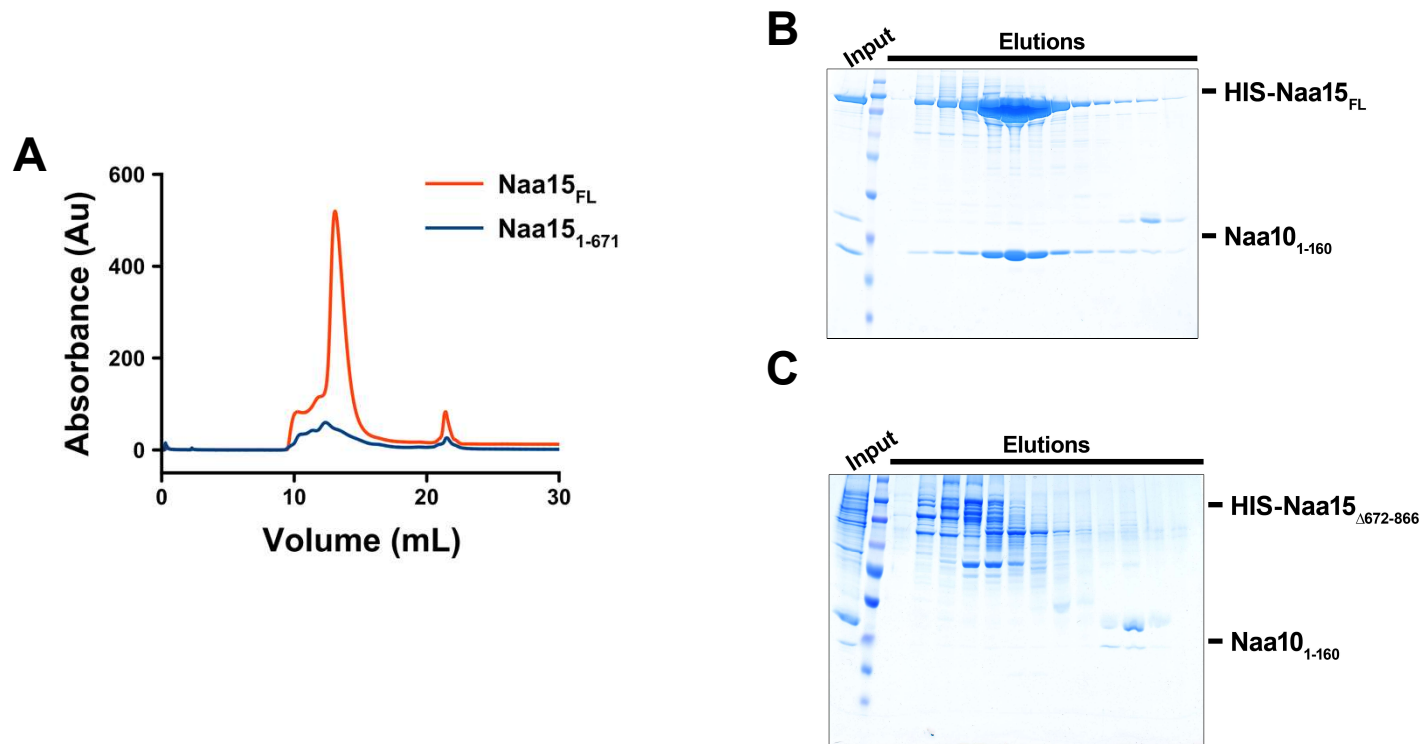 A
600
400
200
0
0
10
20
30
Absorbance (Au)
Volume (mL)
Naa15FL
Naa151-671
B
Input
Elutions
HIS-Naa15FL
Naa101-160
C
Input
Elutions
HIS-Naa15Δ672-866
Naa101-160